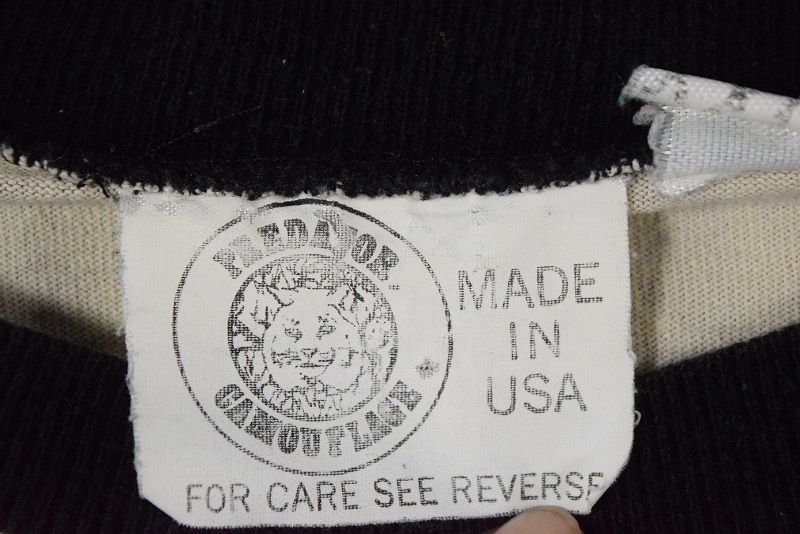 PREDATOR
CAMOUFLAGE
MADE
IN
USA
FOR CARE SEE REVERSE